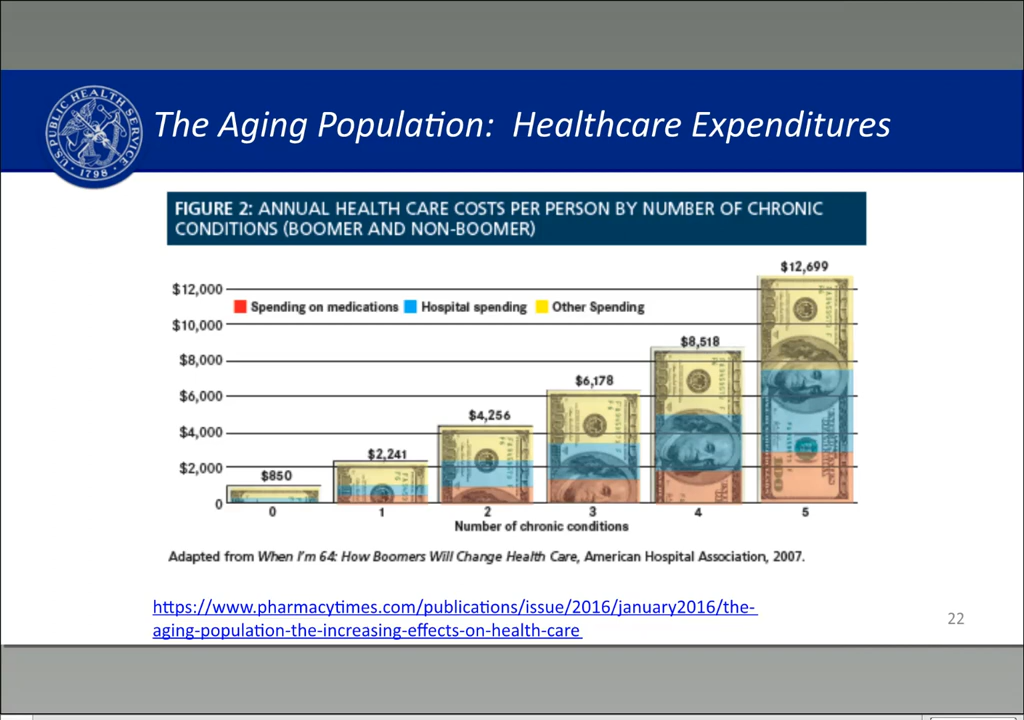 U.S. PUBLIC HEALTH SERVICE
1798
The Aging Population: Healthcare Expenditures
FIGURE 2: ANNUAL HEALTH CARE COSTS PER PERSON BY NUMBER OF CHRONIC
CONDITIONS (BOOMER AND NON-BOOMER)
$12,699
$12,000
Spending on medications Hospital spending Other Spending
$10,000
$8,518
$8,000
$6,178
$6,000
$4,256
$4,000
$2,241
$2,000
$850
0
0 1 2 3 4 5
Number of chronic conditions
Adapted from When I'm 64: How Boomers Will Change Health Care, American Hospital Association, 2007.
https://www.pharmacytimes.com/publications/issue/2016/january2016/the-
aging-population-the-increasing-effects-on-health-care
22